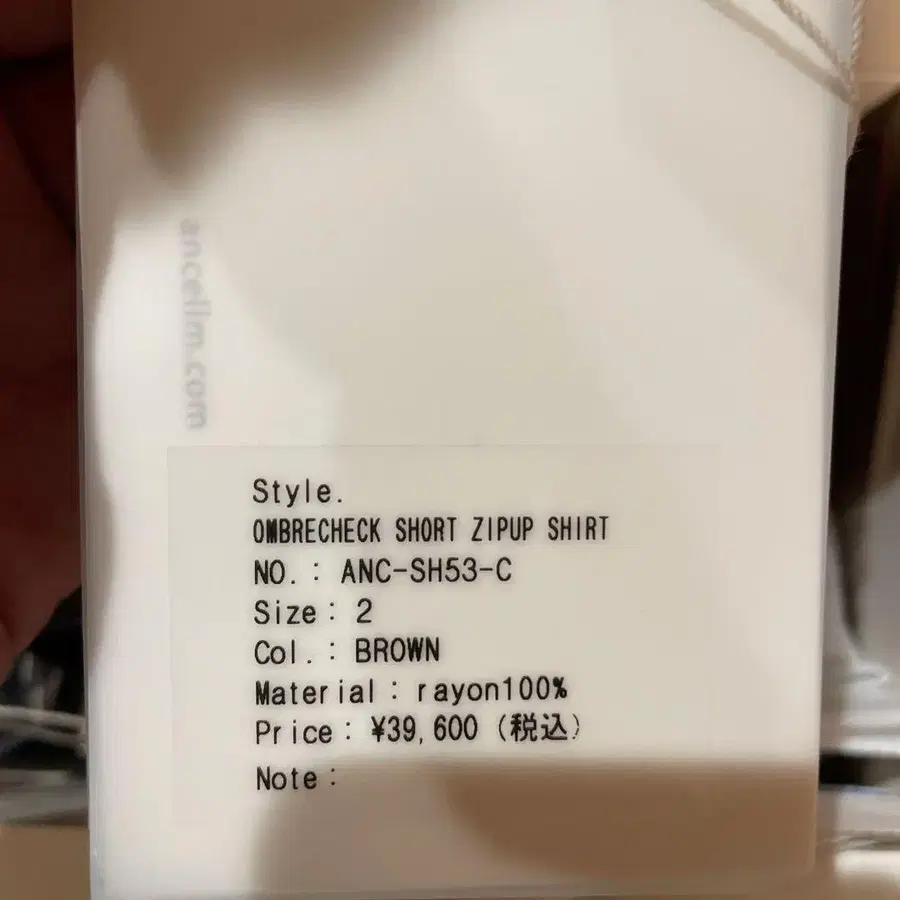 ancellm.com
Style.
OMBRECHECK SHORT ZIPUP SHIRT
NO.: ANC-SH53-C
Size: 2
Col.: BROWN
Material: rayon100%
Price: ¥39,600 (税込)
Note: